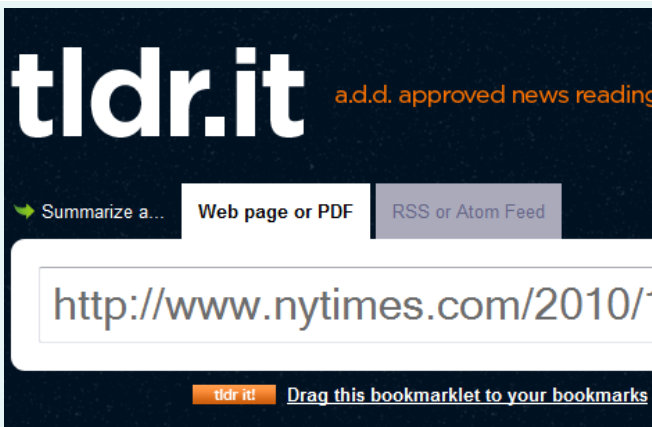 tldr.it
a.d.d. approved news reading
Summarize a... Web page or PDF RSS or Atom Feed
http://www.nytimes.com/2010/1
tldr it! Drag this bookmarklet to your bookmarks